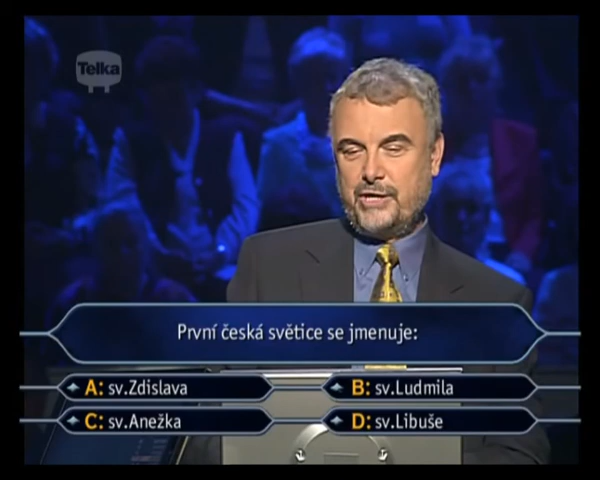 Telka
První česká světice se jmenuje:
A: sv.Zdislava
B: sv.Ludmila
C: sv.Anežka
D: sv.Libuše